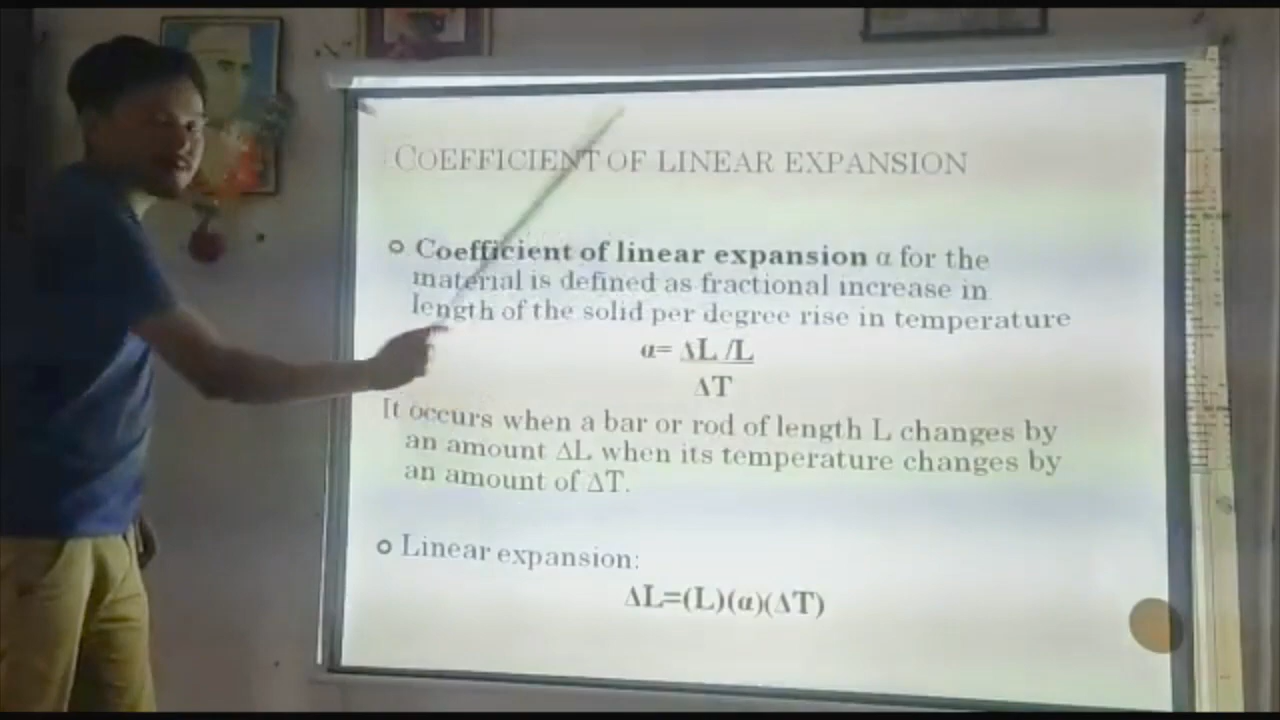 COEFFICIENT OF LINEAR EXPANSION
Coefficient of linear expansion α for the
material is defined as fractional increase in
length of the solid per degree rise in temperature
α= ΔL /L
ΔT
It occurs when a bar or rod of length L changes by
an amount ΔL when its temperature changes by
an amount of ΔT.
Linear expansion:
ΔL=(L)(α)(ΔT)